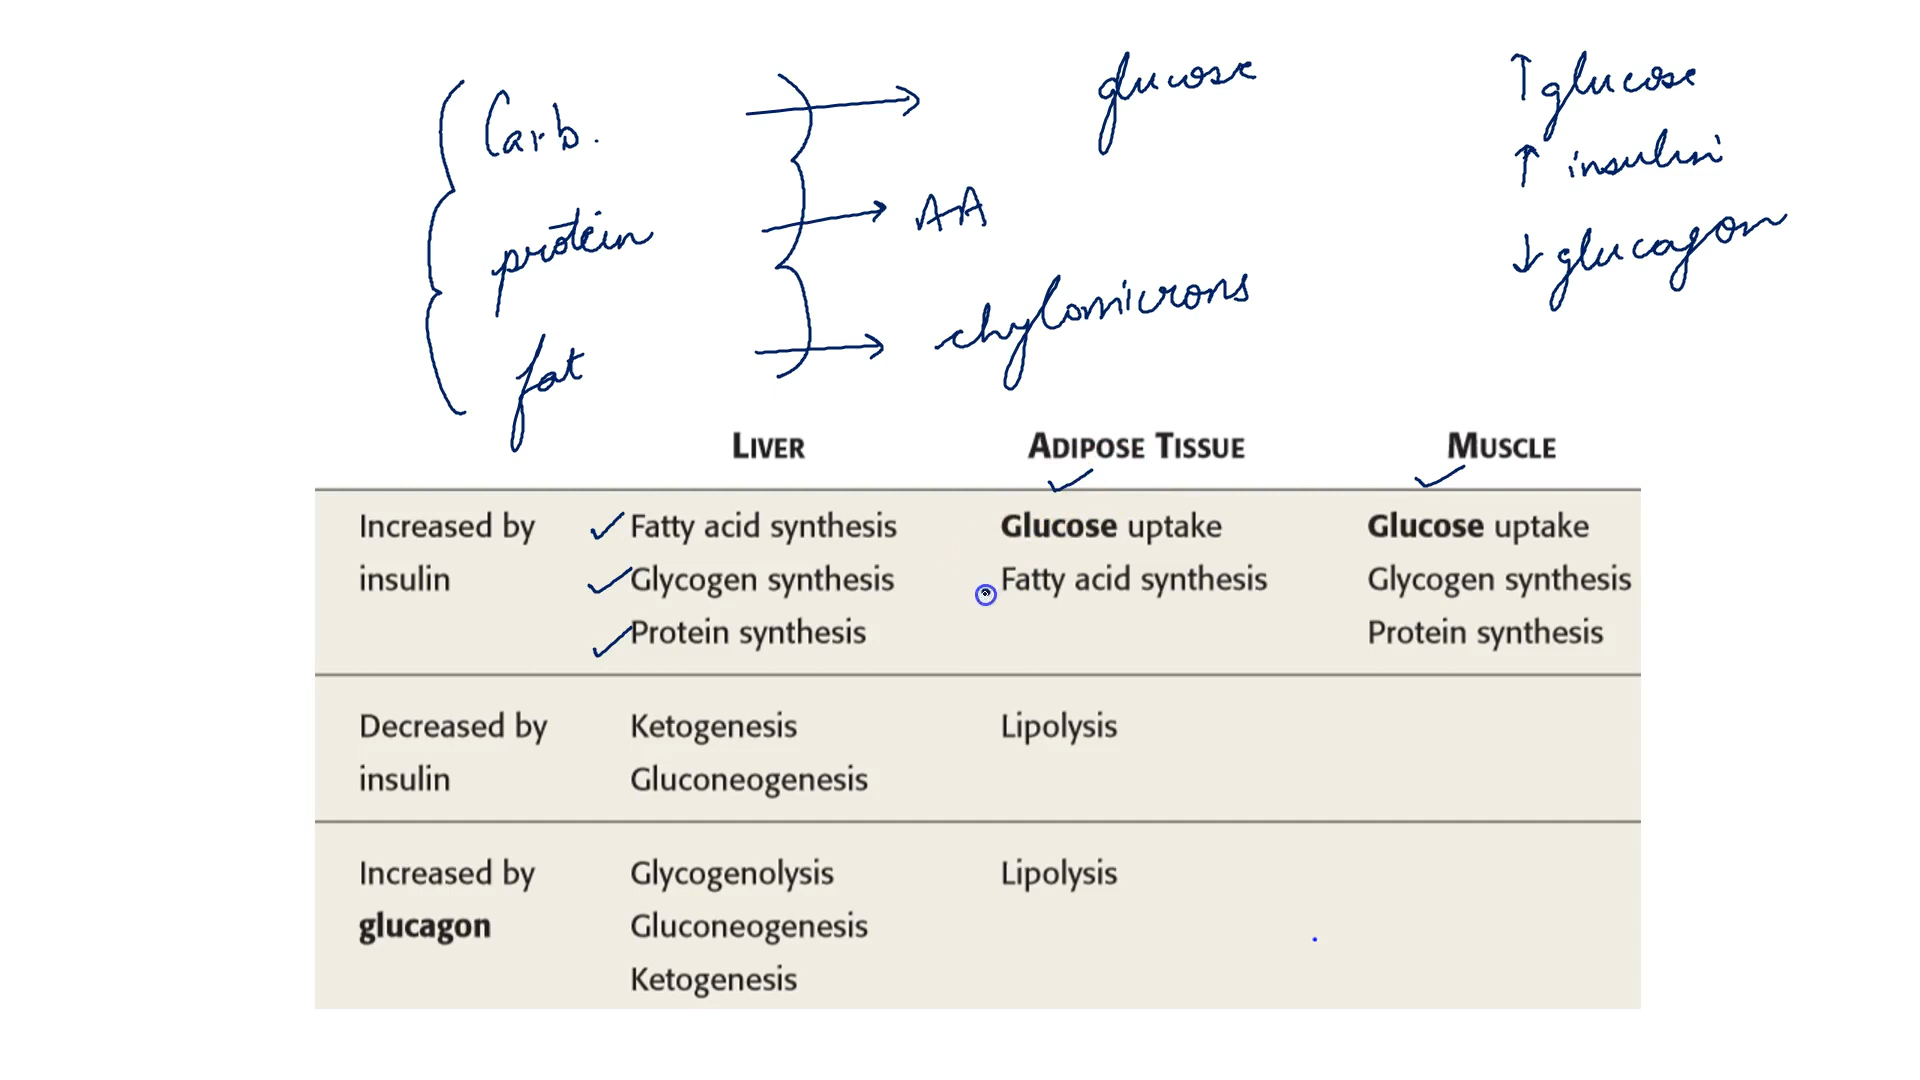 Carb. glucose ↑ glucose
↑ insulin
protein AA ↓ glucagon
fat chylomicrons
LIVER ADIPOSE TISSUE MUSCLE
Increased by Fatty acid synthesis Glucose uptake Glucose uptake
insulin Glycogen synthesis Fatty acid synthesis Glycogen synthesis
Protein synthesis Protein synthesis
Decreased by Ketogenesis Lipolysis
insulin Gluconeogenesis
Increased by Glycogenolysis Lipolysis
glucagon Gluconeogenesis
Ketogenesis